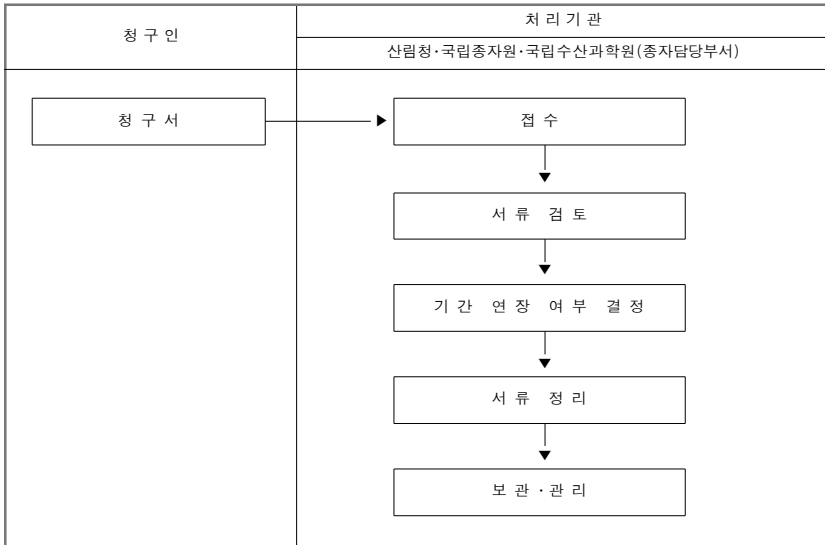 청 구 인
처 리 기 관
산림청·국립종자원·국립수산과학원(종자담당부서)
청 구 서
접 수
서 류 검 토
기 간 연 장 여 부 결 정
서 류 정 리
보 관 · 관 리